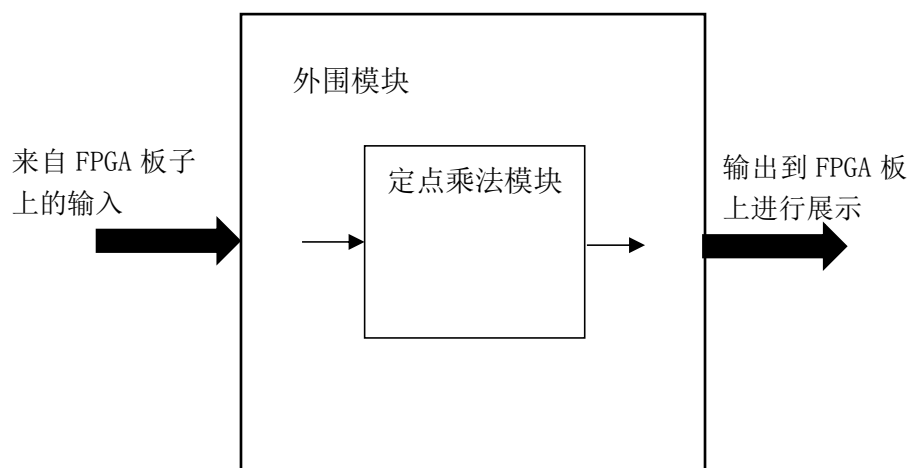 外围模块
来自 FPGA 板子
上的输入
定点乘法模块
输出到 FPGA 板
上进行展示